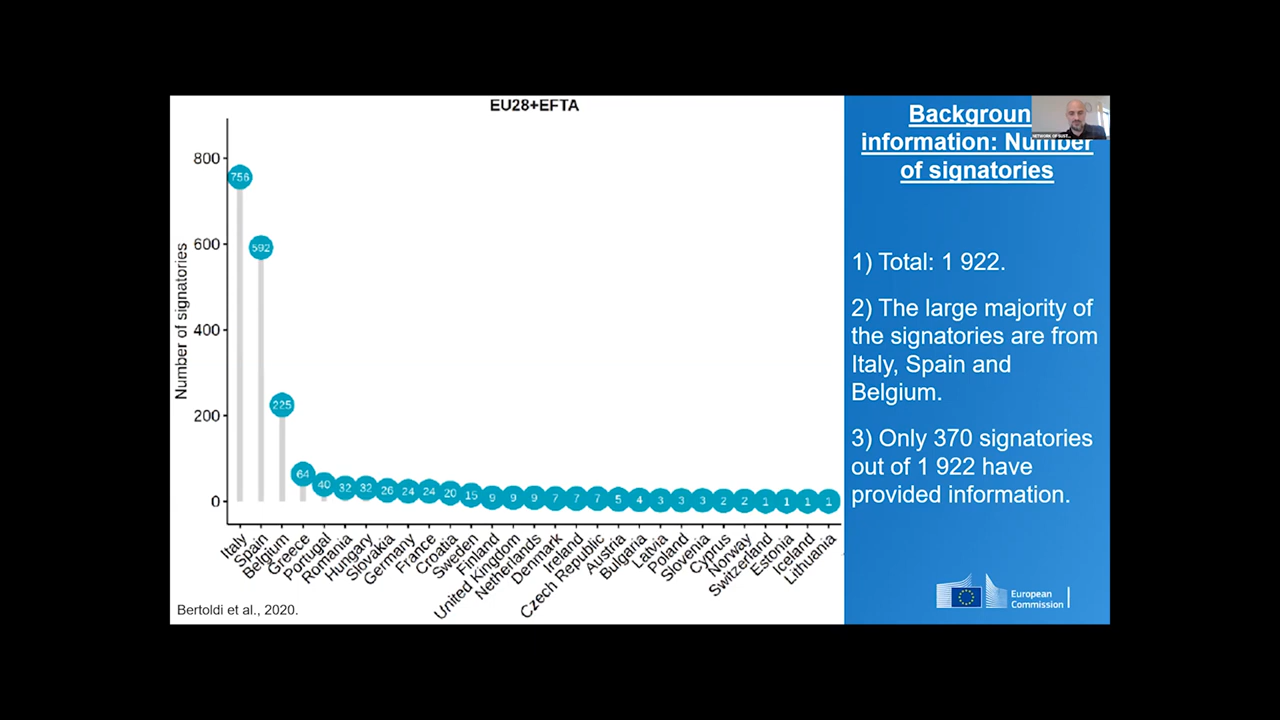 EU28+EFTA
Number of signatories
800
600
400
200
0
756
592
225
64
40
32
32
26
24
24
20
15
9
9
9
7
7
7
5
4
3
3
3
2
2
1
1
1
1
Italy
Spain
Belgium
Greece
Portugal
Romania
Hungary
Slovakia
Germany
France
Croatia
Sweden
Finland
United Kingdom
Netherlands
Denmark
Ireland
Czech Republic
Austria
Bulgaria
Latvia
Poland
Slovenia
Cyprus
Norway
Switzerland
Estonia
Iceland
Lithuania
Bertoldi et al., 2020.
Backgroun
information: Number
of signatories
1) Total: 1 922.
2) The large majority of
the signatories are from
Italy, Spain and
Belgium.
3) Only 370 signatories
out of 1 922 have
provided information.
European
Commission